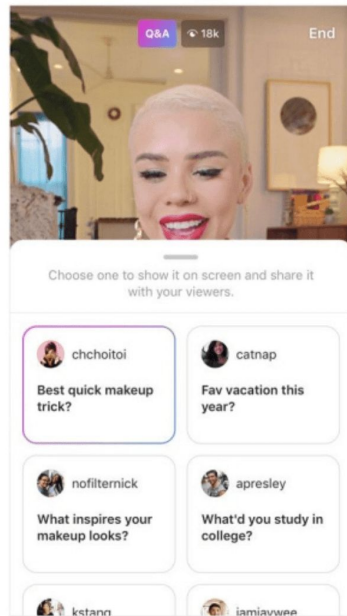 Q&A 18k End
Choose one to show it on screen and share it
with your viewers.
chchoitoi
Best quick makeup
trick?
catnap
Fav vacation this
year?
nofilternick
What inspires your
makeup looks?
apresley
What'd you study in
college?
kstang
jamiaywee